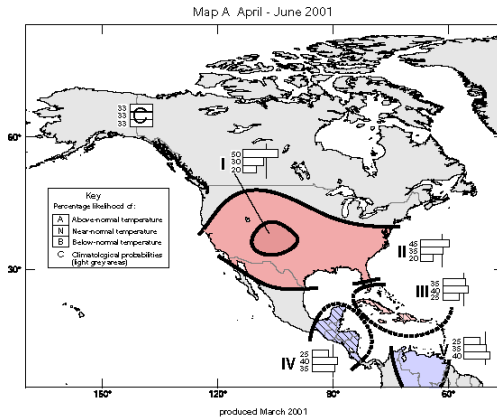 Map A April - June 2001
33
33
33
C
60°
I
50
30
20
Key
Percentage likelihood of:
A Above-normal temperature
N Near-normal temperature
B Below-normal temperature
C Climatological probabilities
(light grey areas)
II
45
35
20
30°
III
35
40
25
IV
25
40
35
V
25
35
40
150°
120°
90°
60°
produced March 2001